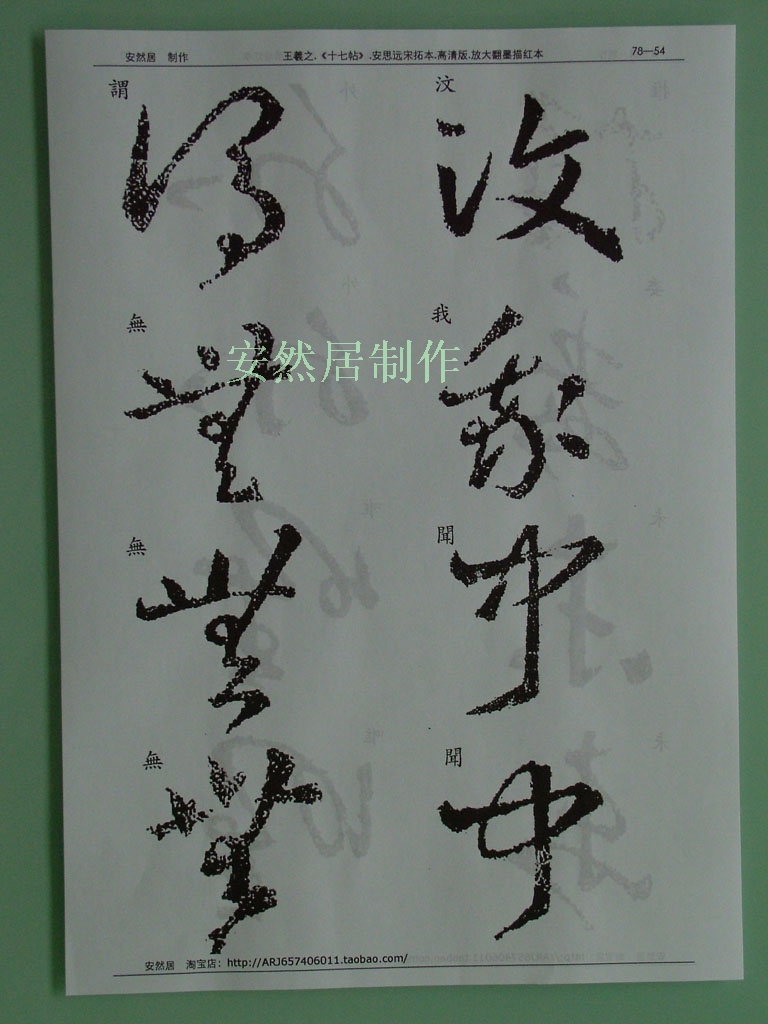 安然居 制作 王羲之.《十七帖》.安思远宋拓本.高清版.放大翻墨描红本 78—54
汶
我
聞
聞
謂
無
無
無
安然居制作
安然居 淘宝店：http://ARJ657406011.taobao.com/